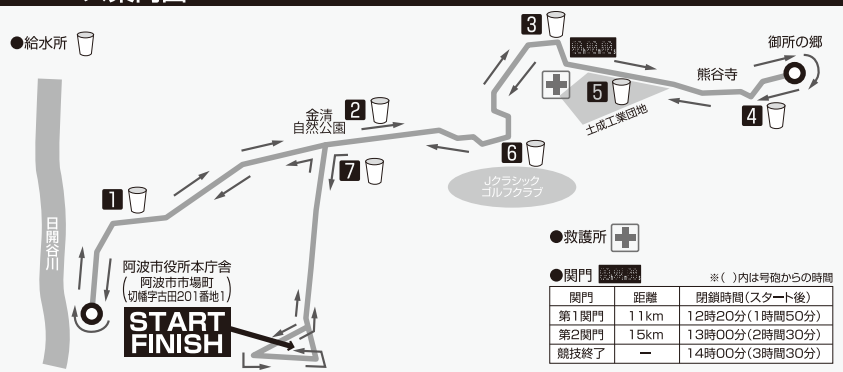 ●給水所
3
御所の郷
熊谷寺
5
4
土成工業団地
2
金清
自然公園
6
7
Jクラシック
ゴルフクラブ
1
日開谷川
阿波市役所本庁舎
(阿波市市場町
切幡字古田201番地1)
START
FINISH
●救護所
●関門
※( )内は号砲からの時間
関門 距離 閉鎖時間(スタート後)
第1関門 11km 12時20分(1時間50分)
第2関門 15km 13時00分(2時間30分)
競技終了 ー 14時00分(3時間30分)